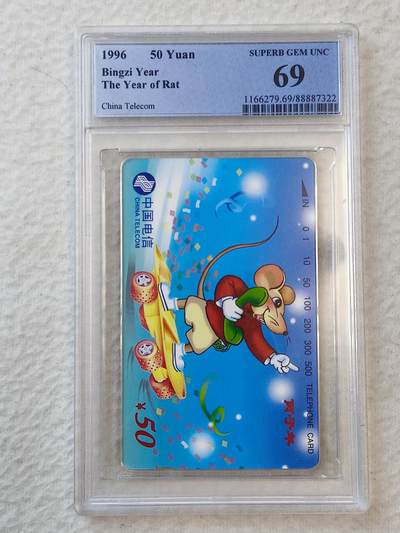 1996 50 Yuan
Bingzi Year
The Year of Rat
China Telecom
SUPERB GEM UNC
69
1166279.69/88887322
中国电信
CHINA TELECOM
IN 0 1 10 50 100 200 300 500 TELEPHONE CARD
丙子年
¥50